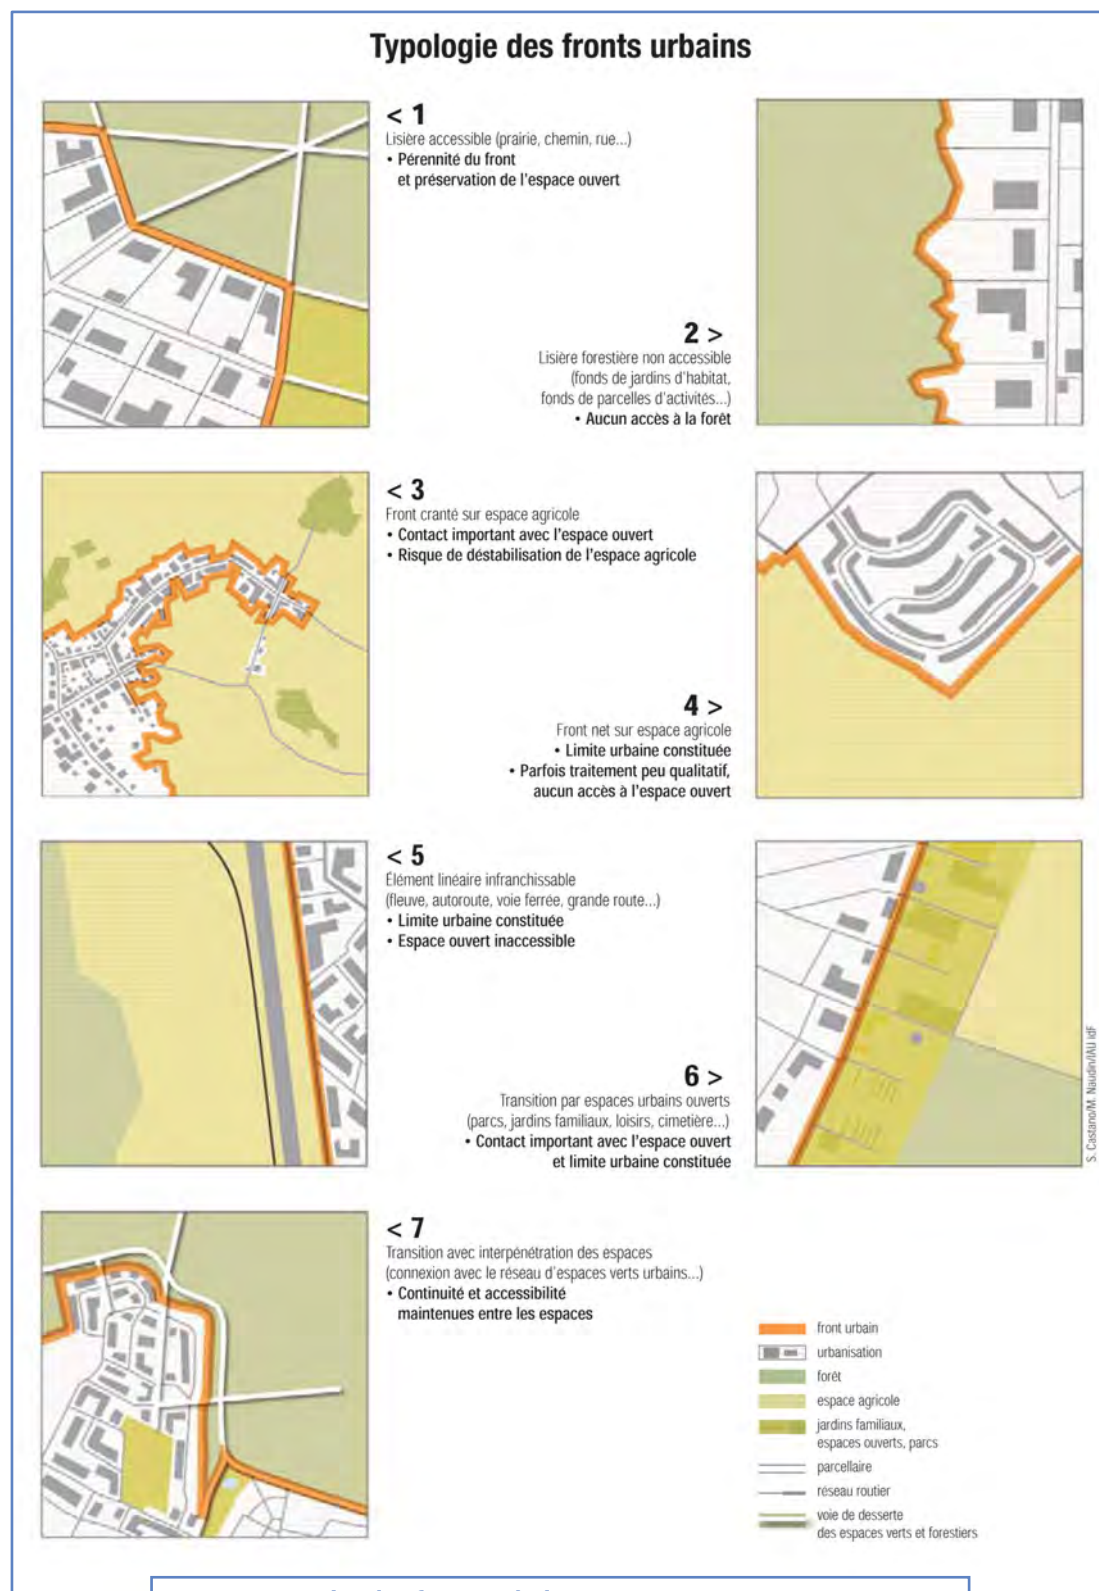 Typologie des fronts urbains
< 1
Lisière accessible (prairie, chemin, rue...)
• Pérennité du front
et préservation de l'espace ouvert
2 >
Lisière forestière non accessible
(fonds de jardins d'habitat,
fonds de parcelles d'activités...)
• Aucun accès à la forêt
< 3
Front cranté sur espace agricole
• Contact important avec l'espace ouvert
• Risque de déstabilisation de l'espace agricole
4 >
Front net sur espace agricole
• Limite urbaine constituée
• Parfois traitement peu qualitatif,
aucun accès à l'espace ouvert
< 5
Élément linéaire infranchissable
(fleuve, autoroute, voie ferrée, grande route...)
• Limite urbaine constituée
• Espace ouvert inaccessible
6 >
Transition par espaces urbains ouverts
(parcs, jardins familiaux, loisirs, cimetière...)
• Contact important avec l'espace ouvert
et limite urbaine constituée
S. Castano/M. Naudin/IAU îdF
< 7
Transition avec interpénétration des espaces
(connexion avec le réseau d'espaces verts urbains...)
• Continuité et accessibilité
maintenues entre les espaces
front urbain
urbanisation
forêt
espace agricole
jardins familiaux,
espaces ouverts, parcs
parcellaire
réseau routier
voie de desserte
des espaces verts et forestiers